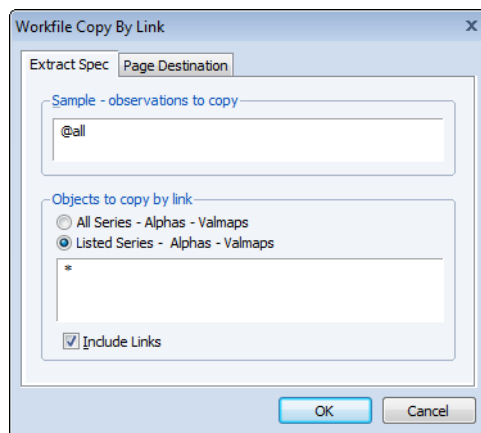 Workfile Copy By Link
x
Extract Spec Page Destination
Sample - observations to copy
@all
Objects to copy by link
All Series - Alphas - Valmaps
Listed Series - Alphas - Valmaps
*
Include Links
OK Cancel